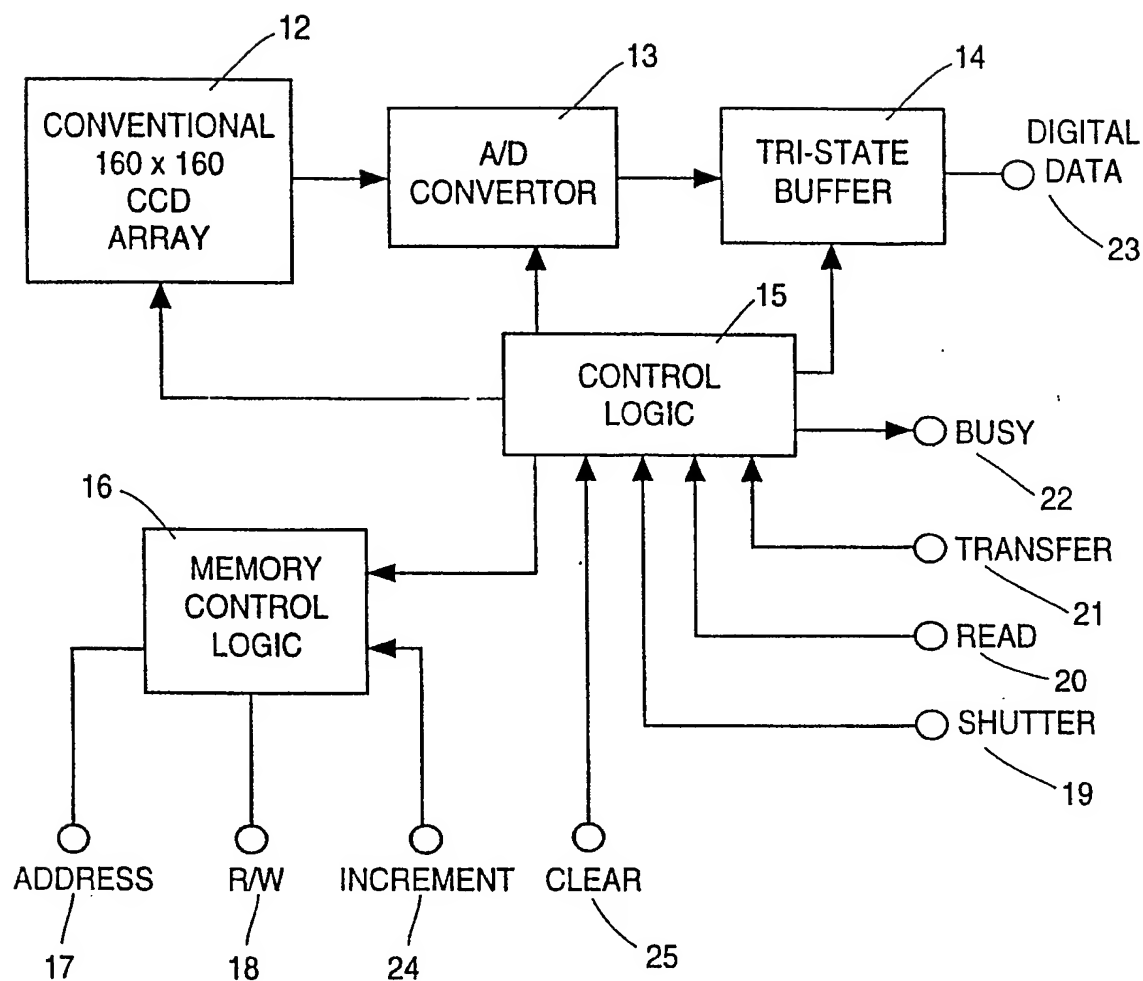 12
CONVENTIONAL
160 x 160
CCD
ARRAY
13
A/D
CONVERTOR
14
TRI-STATE
BUFFER
DIGITAL
DATA
23
15
CONTROL
LOGIC
BUSY
22
16
MEMORY
CONTROL
LOGIC
TRANSFER
21
READ
20
SHUTTER
19
ADDRESS
17
R/W
18
INCREMENT
24
CLEAR
25